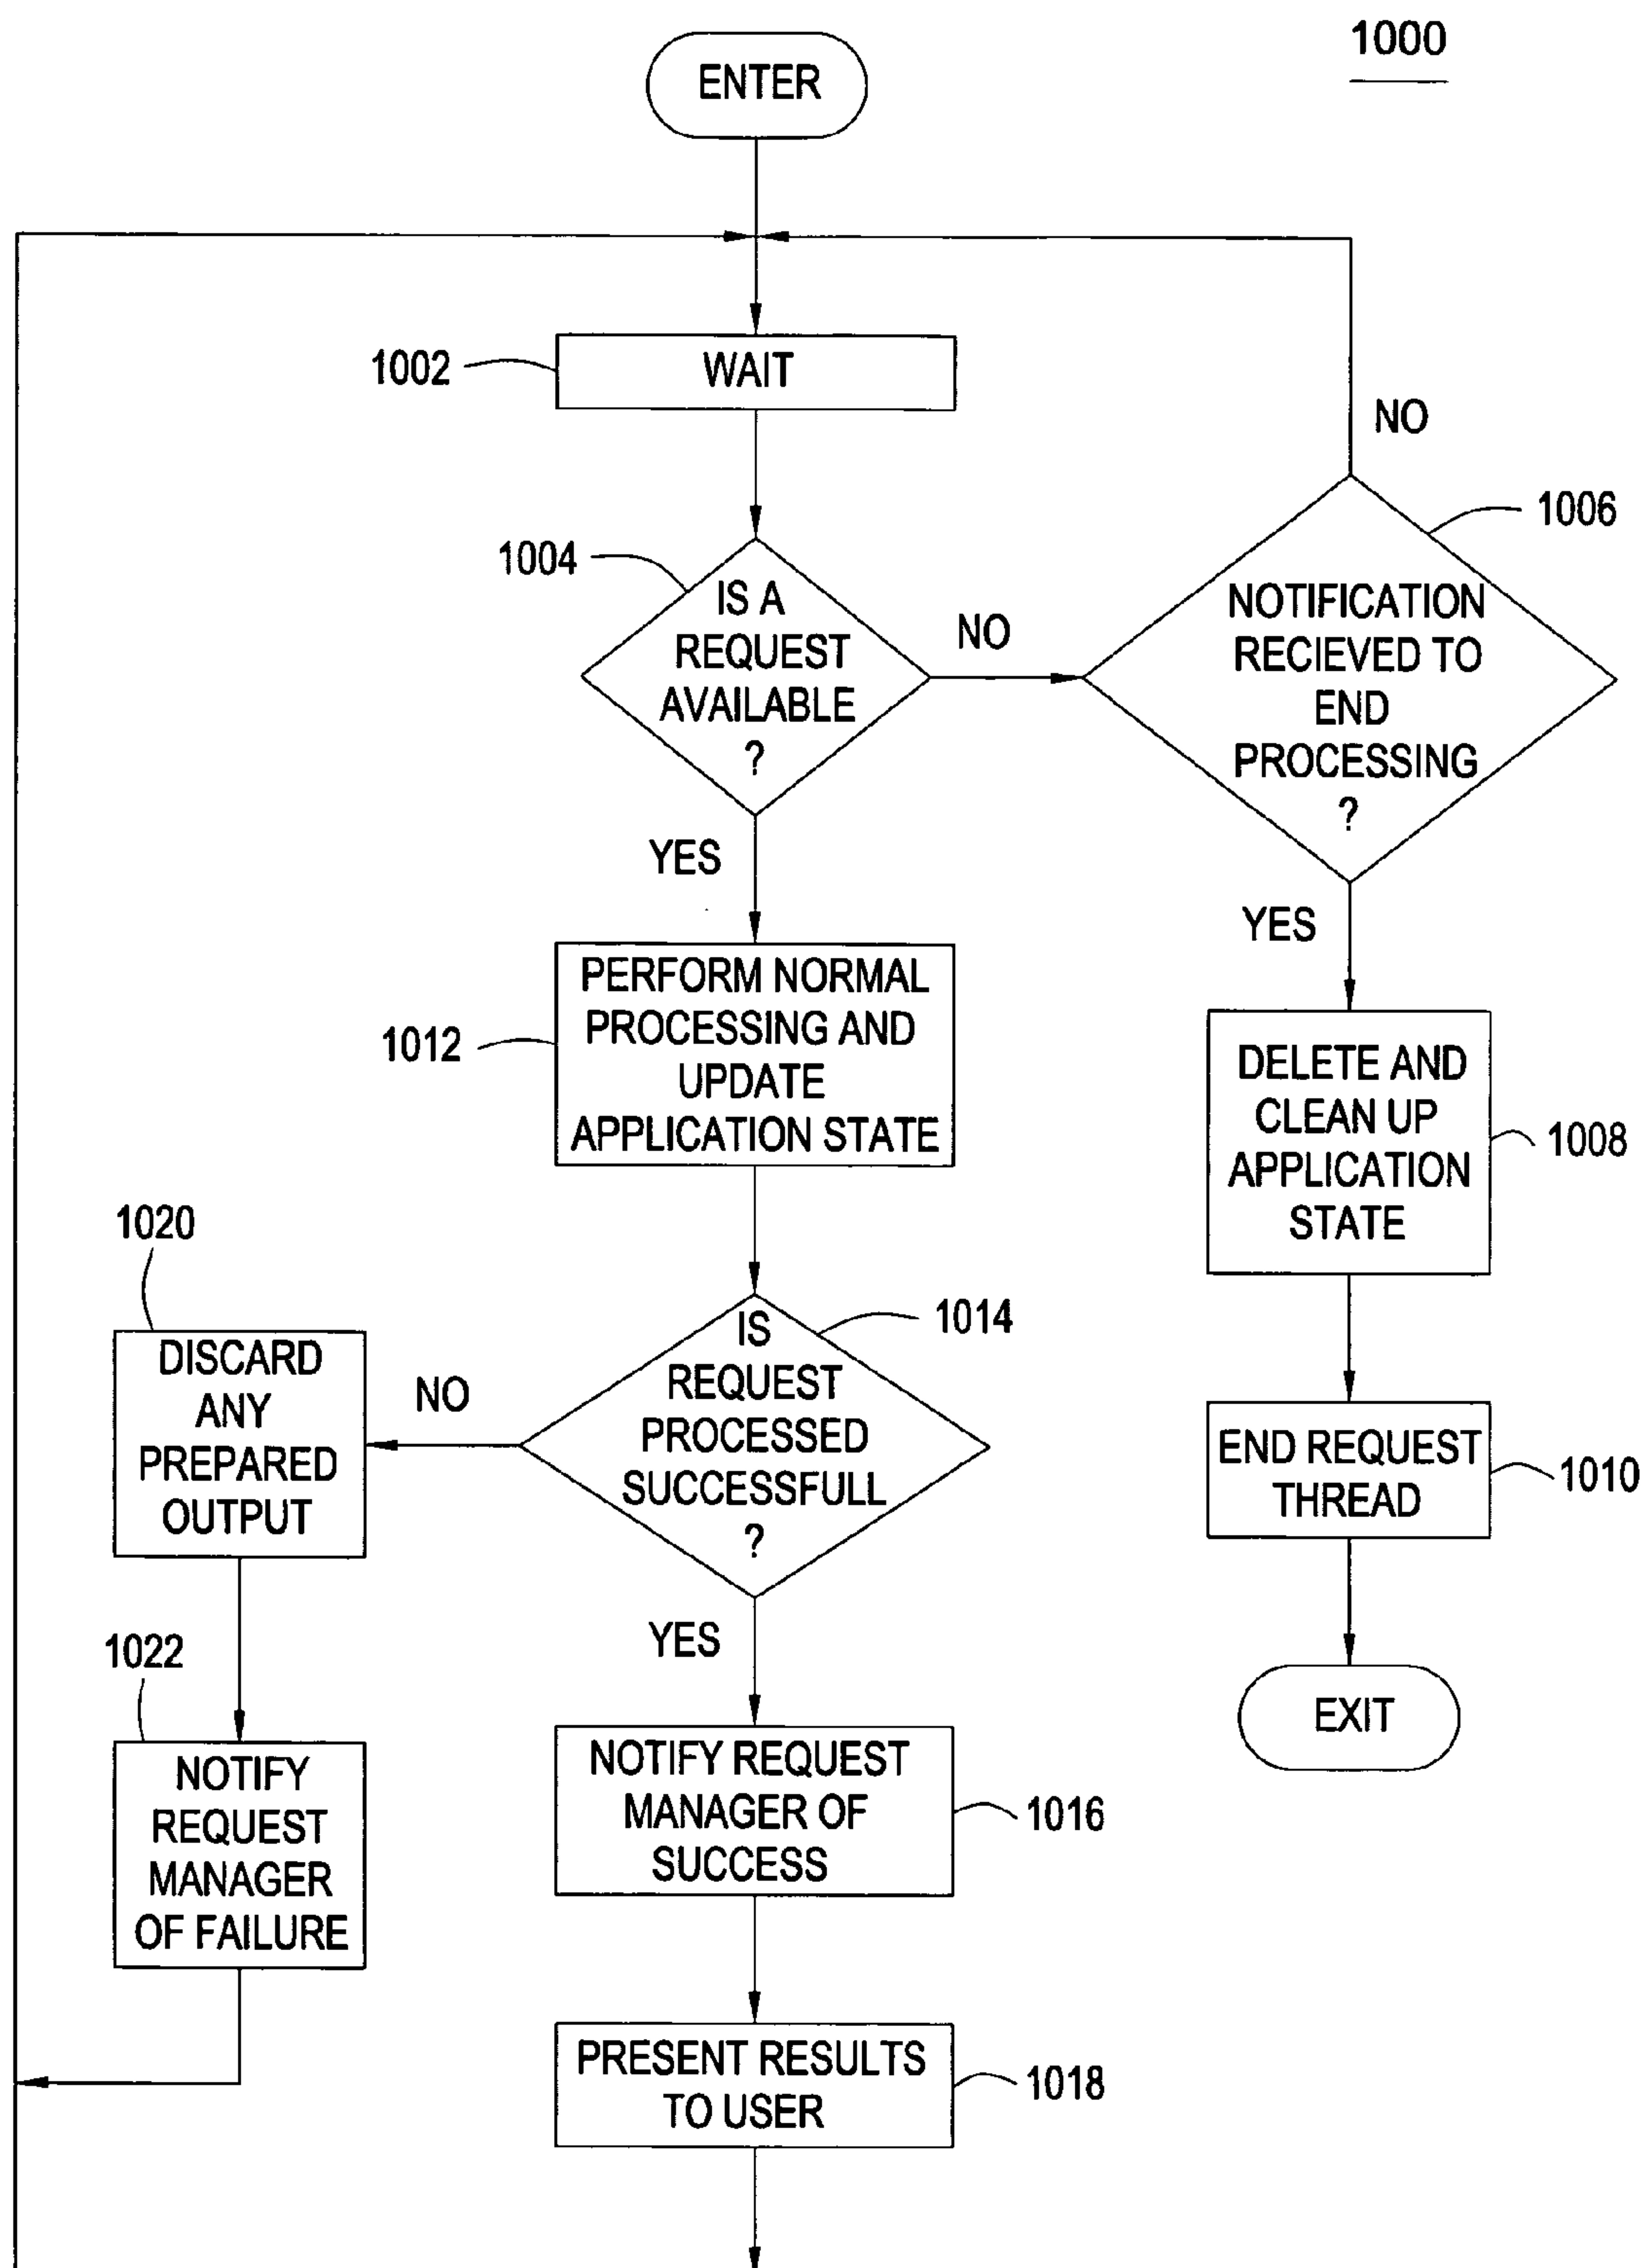 1000
ENTER
1002
WAIT
NO
1006
1004
IS A
REQUEST
AVAILABLE
?
NO
NOTIFICATION
RECIEVED TO
END
PROCESSING
?
YES
YES
1012
PERFORM NORMAL
PROCESSING AND
UPDATE
APPLICATION STATE
DELETE AND
CLEAN UP
APPLICATION
STATE
1008
1020
DISCARD
ANY
PREPARED
OUTPUT
NO
1014
IS
REQUEST
PROCESSED
SUCCESSFULL
?
END REQUEST
THREAD
1010
YES
1022
NOTIFY
REQUEST
MANAGER
OF FAILURE
NOTIFY REQUEST
MANAGER OF
SUCCESS
1016
EXIT
PRESENT RESULTS
TO USER
1018